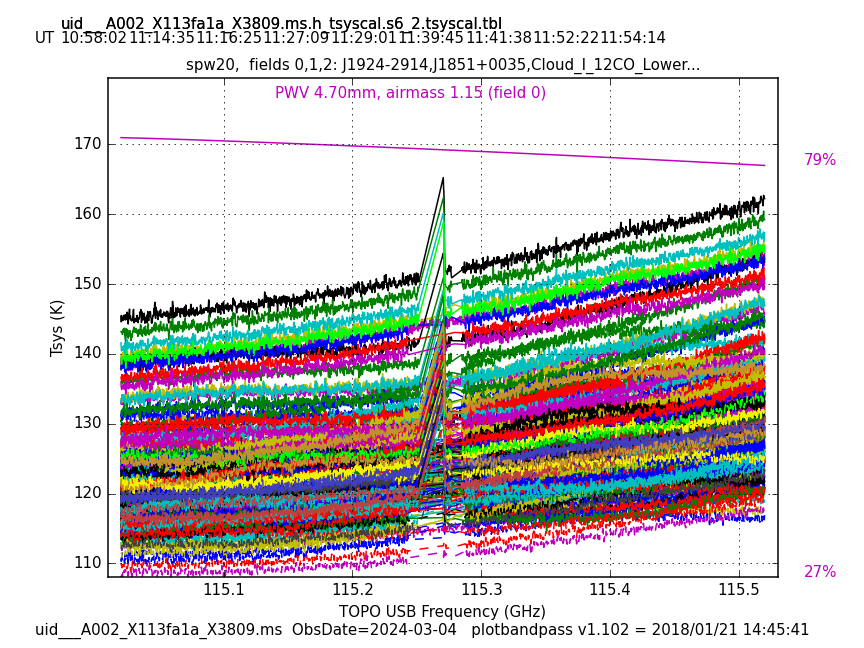 uid___A002_X113fa1a_X3809.ms.h_tsyscal.s6_2.tsyscal.tbl
UT 10:58:02 11:14:35 11:16:25 11:27:09 11:29:01 11:39:45 11:41:38 11:52:22 11:54:14
spw20, fields 0,1,2: J1924-2914,J1851+0035,Cloud_I_12CO_Lower...
PWV 4.70mm, airmass 1.15 (field 0)
170
79%
160
150
Tsys (K)
140
130
120
110
27%
115.1 115.2 115.3 115.4 115.5
TOPO USB Frequency (GHz)
uid___A002_X113fa1a_X3809.ms ObsDate=2024-03-04 plotbandpass v1.102 = 2018/01/21 14:45:41